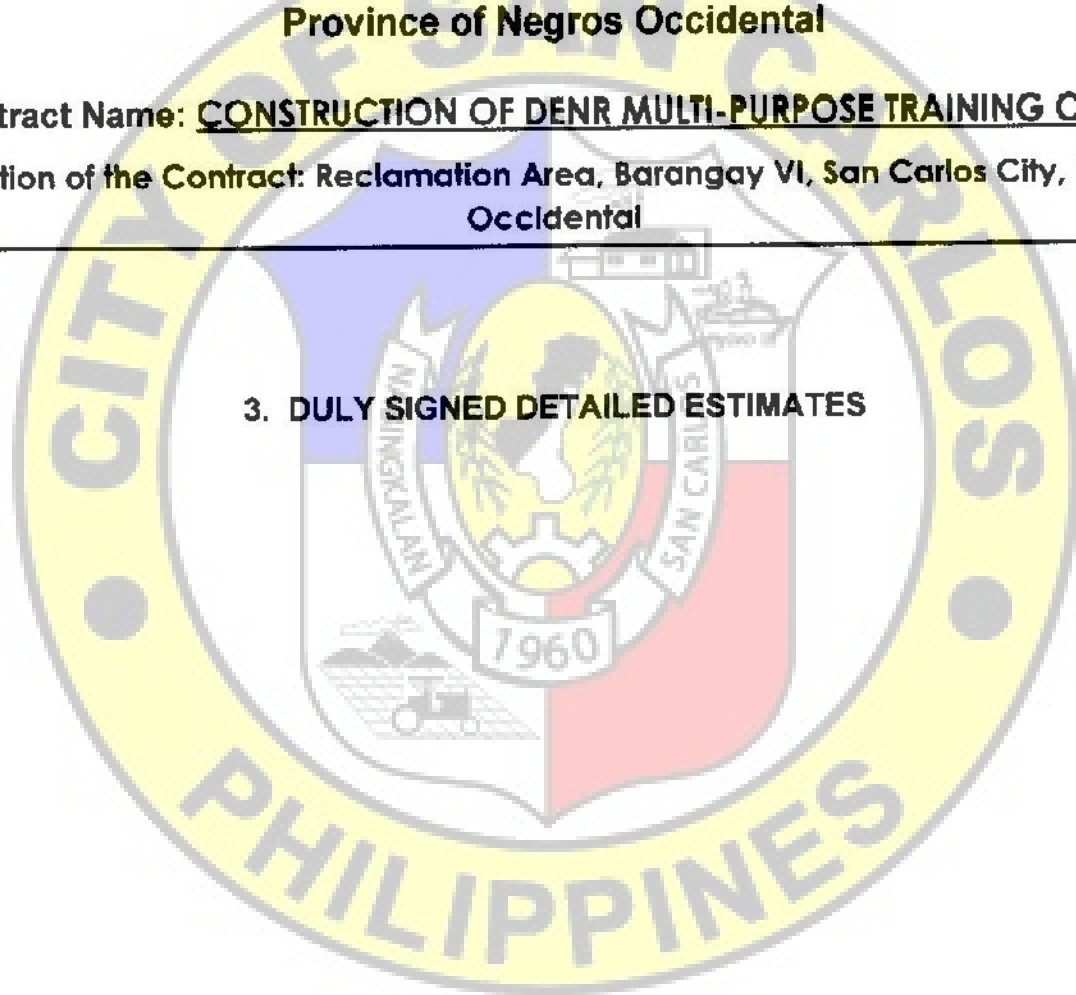 Province of Negros Occidental
tract Name: CONSTRUCTION OF DENR MULTI-PURPOSE TRAINING C
tion of the Contract: Reclamation Area, Barangay VI, San Carlos City,
Occidental
3. DULY SIGNED DETAILED ESTIMATES
CITY OF SAN CARLOS
SAN CARLOS
1960
PHILIPPINES